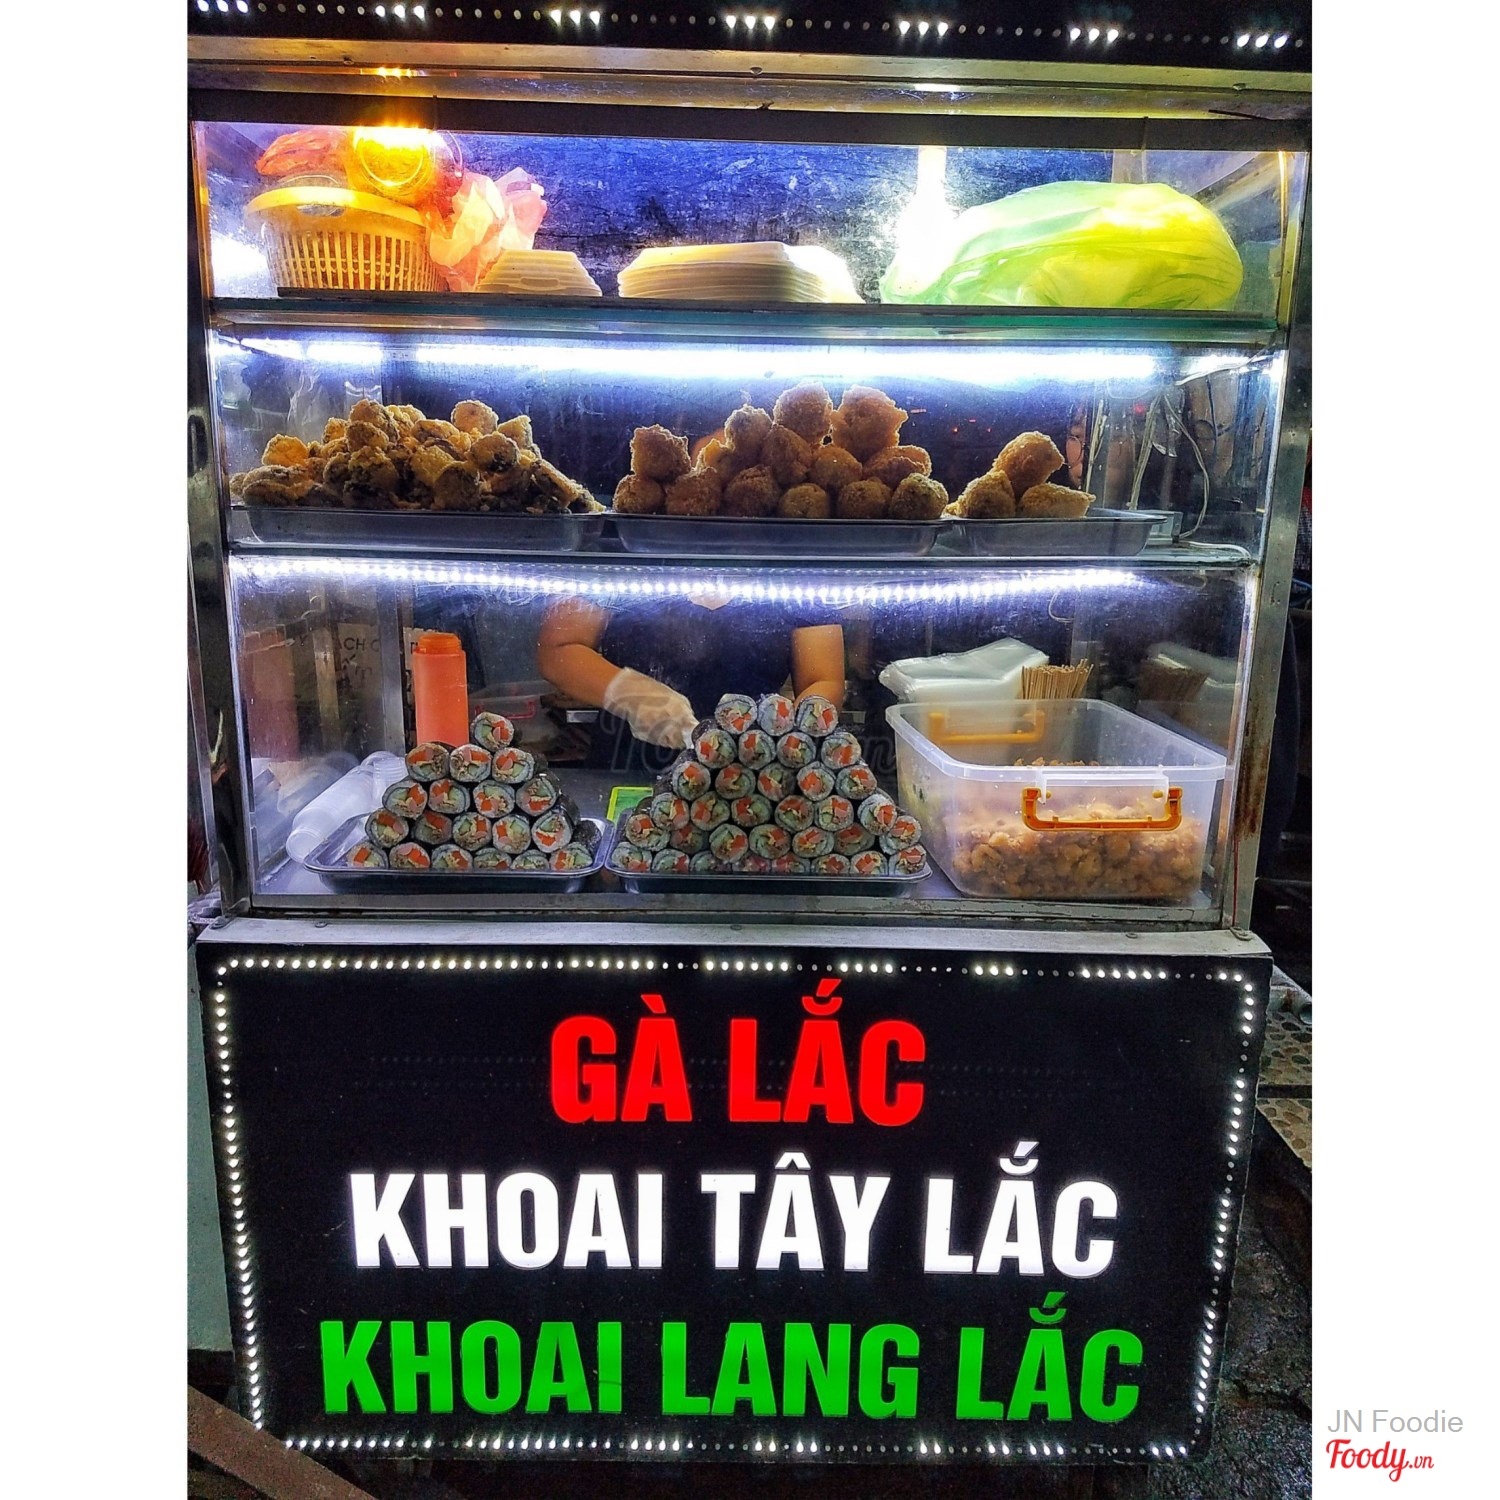 GÀ LẮC
KHOAI TÂY LẮC
KHOAI LANG LẮC
JN Foodie
Foody.vn